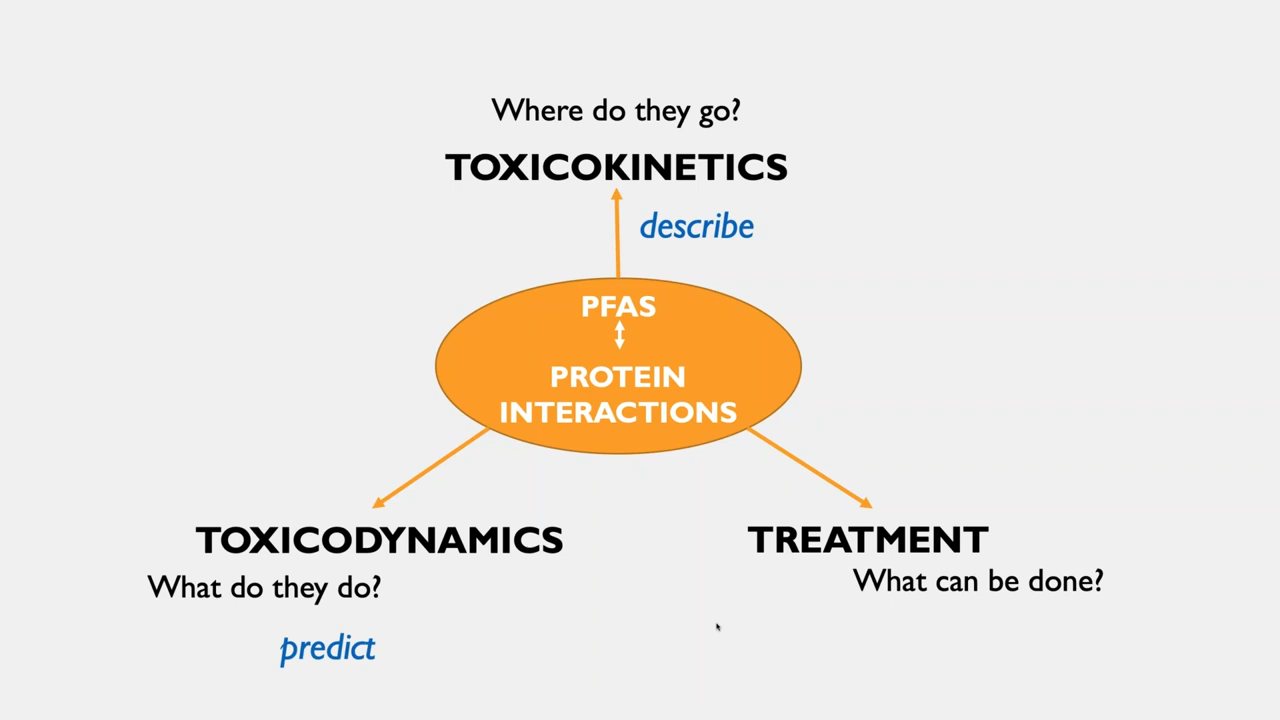 Where do they go?
TOXICOKINETICS
describe
PFAS
PROTEIN
INTERACTIONS
TOXICODYNAMICS
What do they do?
predict
TREATMENT
What can be done?